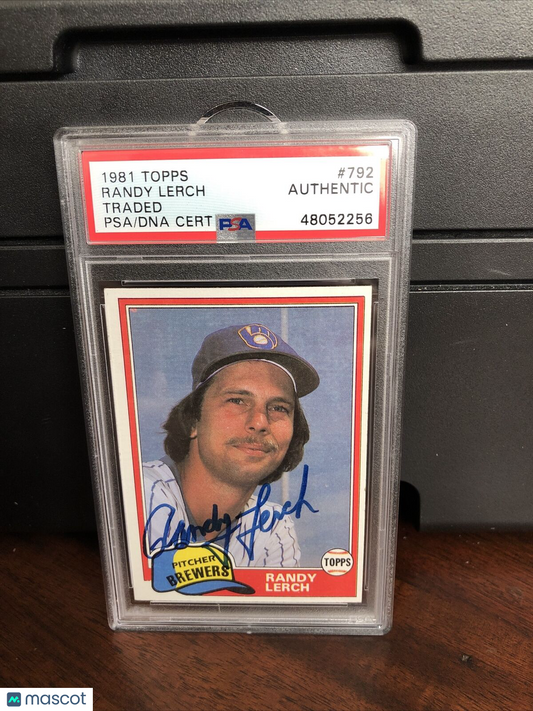 1981 TOPPS #792
RANDY LERCH AUTHENTIC
TRADED
PSA/DNA CERT PSA 48052256
Randy Lerch
PITCHER
BREWERS
TOPPS
RANDY
LERCH
mascot